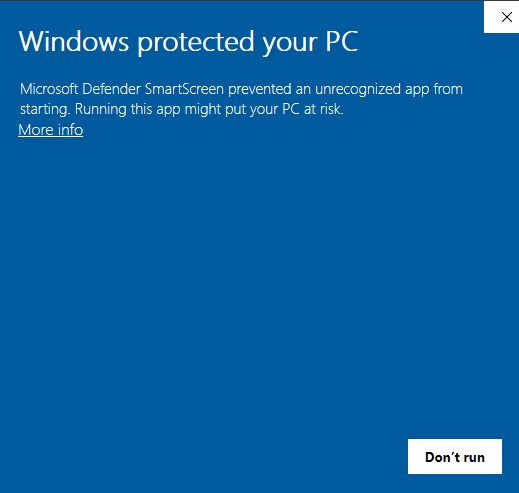 Windows protected your PC
Microsoft Defender SmartScreen prevented an unrecognized app from
starting. Running this app might put your PC at risk.
More info
Don't run